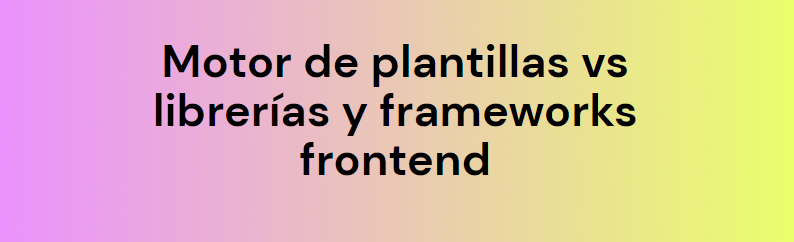 Motor de plantillas vs
librerías y frameworks
frontend